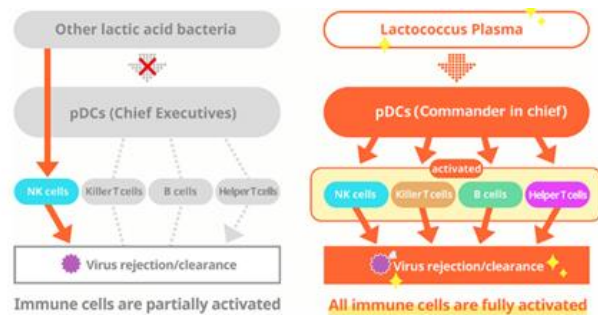 Other lactic acid bacteria
pDCs (Chief Executives)
NK cells
Killer T cells
B cells
Helper T cells
Virus rejection/clearance
Immune cells are partially activated
Lactococcus Plasma
pDCs (Commander in chief)
activated
NK cells
Killer T cells
B cells
Helper T cells
Virus rejection/clearance
All immune cells are fully activated